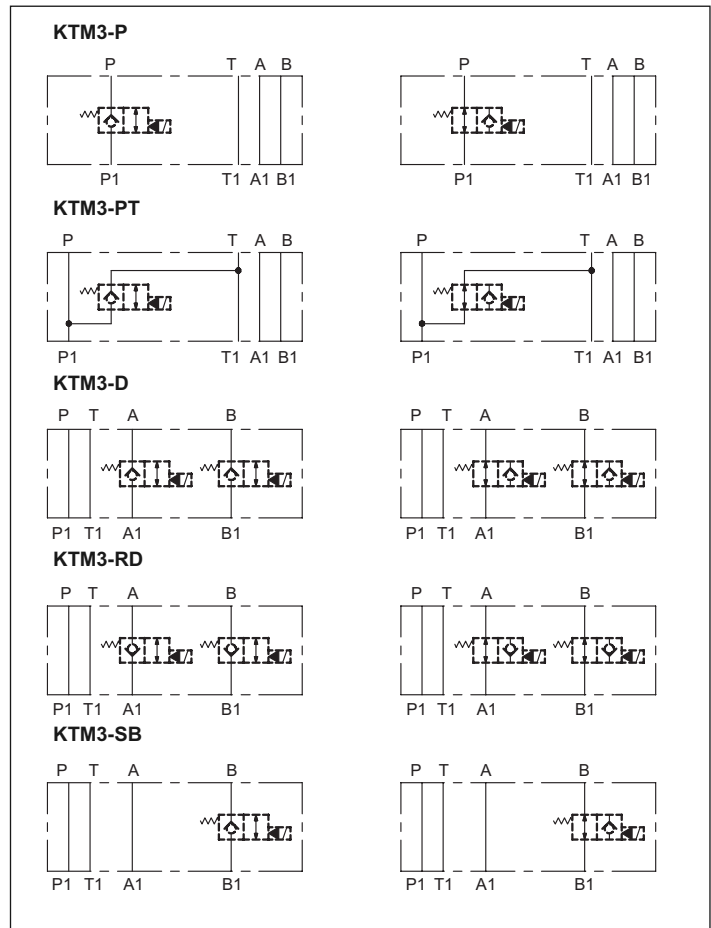 KTM3-P
P T A B P T A B
P1 T1 A1 B1 P1 T1 A1 B1
KTM3-PT
P T A B P T A B
P1 T1 A1 B1 P1 T1 A1 B1
KTM3-D
P T A B P T A B
P1 T1 A1 B1 P1 T1 A1 B1
KTM3-RD
P T A B P T A B
P1 T1 A1 B1 P1 T1 A1 B1
KTM3-SB
P T A B P T A B
P1 T1 A1 B1 P1 T1 A1 B1